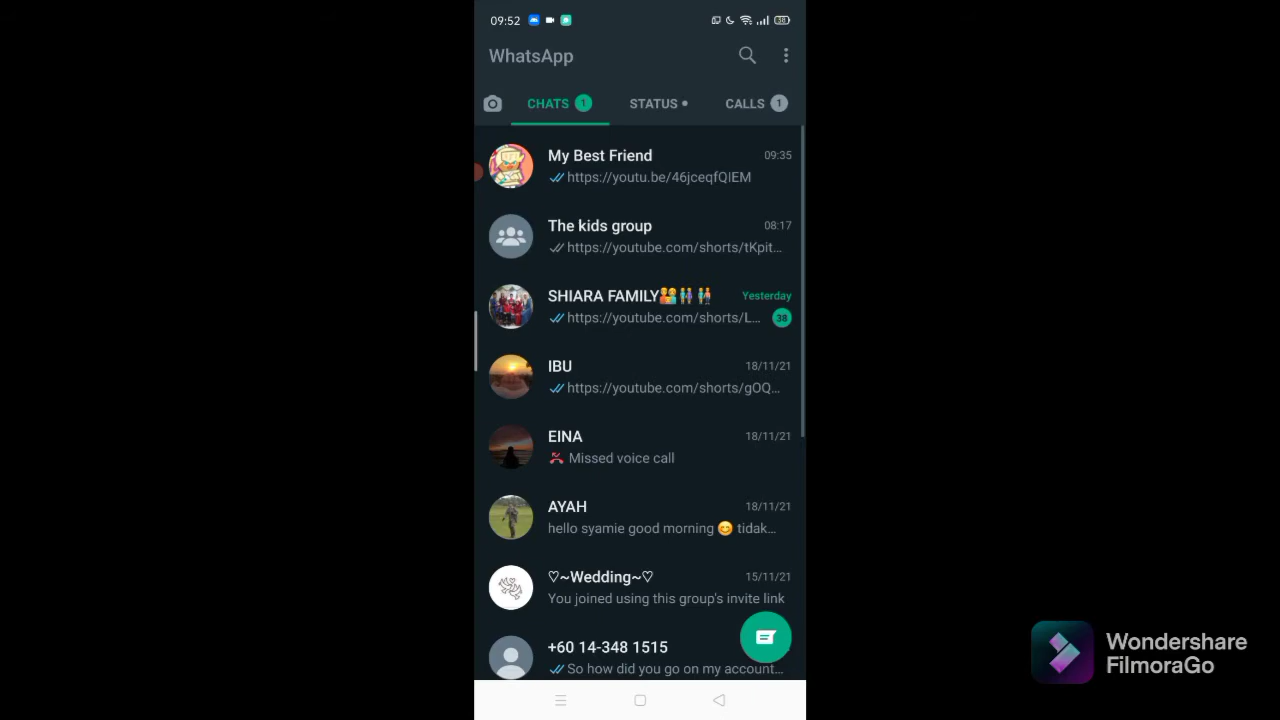 09:52
38
WhatsApp
CHATS 1
STATUS
CALLS 1
My Best Friend
09:35
https://youtu.be/46jceqfQIEM
The kids group
08:17
https://youtube.com/shorts/tKpit...
SHIARA FAMILY
Yesterday
https://youtube.com/shorts/L...
38
IBU
18/11/21
https://youtube.com/shorts/gOQ...
EINA
18/11/21
Missed voice call
AYAH
18/11/21
hello syamie good morning 😊 tidak...
♡~Wedding~♡
15/11/21
You joined using this group's invite link
+60 14-348 1515
So how did you go on my account...
Wondershare
FilmoraGo